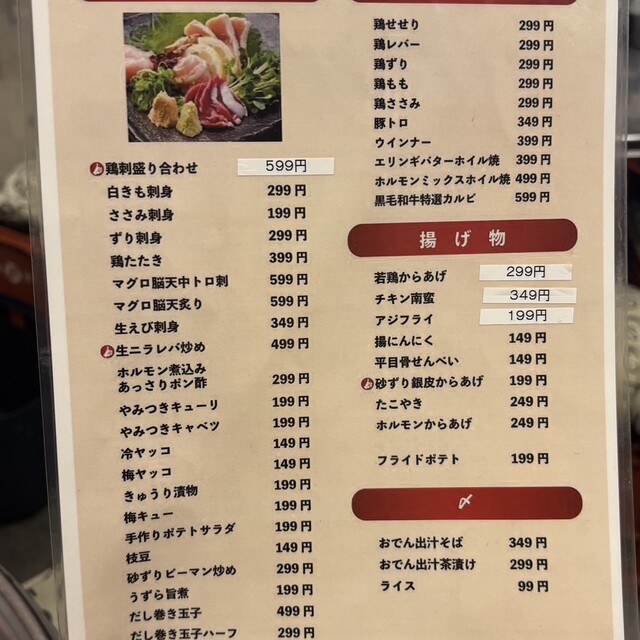 鶏刺盛り合わせ 599円
白きも刺身 299円
ささみ刺身 199円
ずり刺身 299円
鶏たたき 399円
マグロ脳天中トロ刺 599円
マグロ脳天炙り 599円
生えび刺身 349円
生ニラレバ炒め 499円
ホルモン煮込み
あっさりポン酢 299円
やみつきキューリ 199円
やみつきキャベツ 199円
冷ヤッコ 149円
梅ヤッコ 149円
きゅうり漬物 199円
梅キュー 199円
手作りポテトサラダ 199円
枝豆 149円
砂ずりピーマン炒め 299円
うずら旨煮 199円
だし巻き玉子 499円
だし巻き玉子ハーフ 299円
鶏せせり 299円
鶏レバー 299円
鶏ずり 299円
鶏もも 299円
鶏ささみ 299円
豚トロ 349円
ウインナー 399円
エリンギバターホイル焼 399円
ホルモンミックスホイル焼 499円
黒毛和牛特選カルビ 599円
揚げ物
若鶏からあげ 299円
チキン南蛮 349円
アジフライ 199円
揚にんにく 149円
平目骨せんべい 149円
砂ずり銀皮からあげ 199円
たこやき 249円
ホルモンからあげ 249円
フライドポテト 199円
〆
おでん出汁そば 349円
おでん出汁茶漬け 299円
ライス 99円